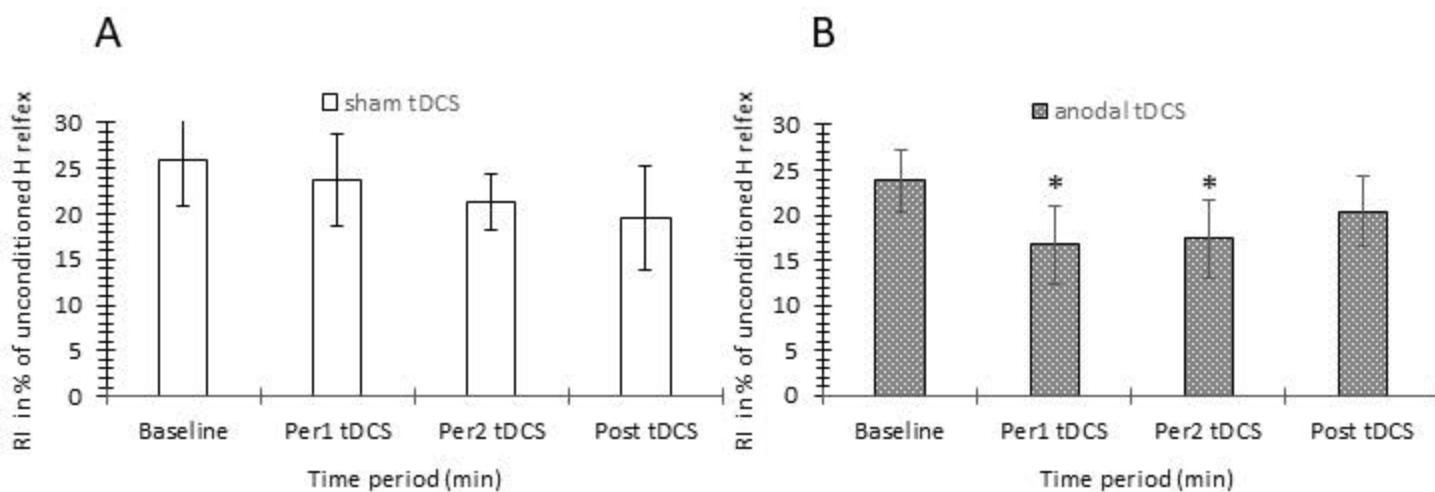 A
RI in % of unconditioned H relfex
sham tDCS
30
25
20
15
10
5
0
Baseline
Per1 tDCS
Per2 tDCS
Post tDCS
Time period (min)
B
RI in % of unconditioned H relfex
anodal tDCS
30
25
20
15
10
5
0
*
*
Baseline
Per1 tDCS
Per2 tDCS
Post tDCS
Time period (min)